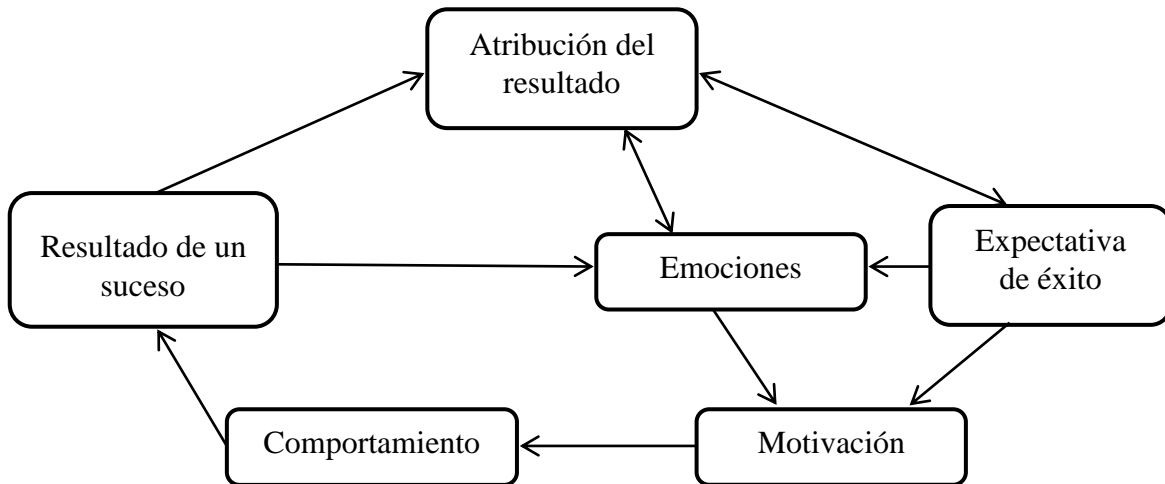 Atribución del
resultado
Resultado de un
suceso
Emociones
Expectativa
de éxito
Comportamiento
Motivación